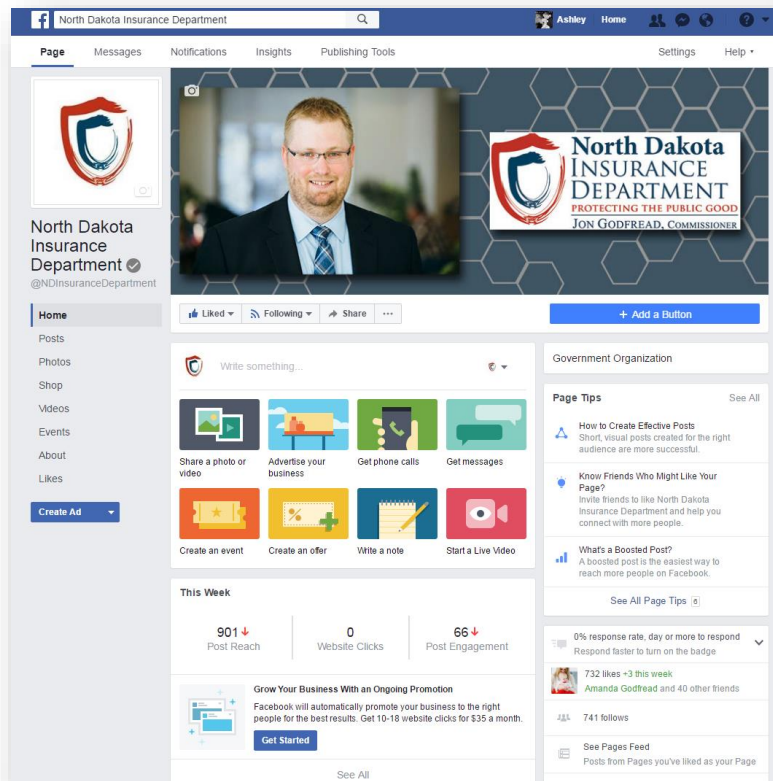 North Dakota Insurance Department
Ashley Home
Page Messages Notifications Insights Publishing Tools Settings Help
North Dakota
INSURANCE
DEPARTMENT
PROTECTING THE PUBLIC GOOD
JON GODFREAD, COMMISSIONER
North Dakota
Insurance
Department
@NDInsuranceDepartment
Home
Posts
Photos
Shop
Videos
Events
About
Likes
Create Ad
Liked Following Share ...
+ Add a Button
Write something...
Share a photo or
video
Advertise your
business
Get phone calls
Get messages
Create an event
Create an offer
Write a note
Start a Live Video
This Week
901
Post Reach
0
Website Clicks
66
Post Engagement
Grow Your Business With an Ongoing Promotion
Facebook will automatically promote your business to the right
people for the best results. Get 10-18 website clicks for $35 a month.
Get Started
See All
Government Organization
Page Tips See All
How to Create Effective Posts
Short, visual posts created for the right
audience are more successful.
Know Friends Who Might Like Your
Page?
Invite friends to like North Dakota
Insurance Department and help you
connect with more people.
What's a Boosted Post?
A boosted post is the easiest way to
reach more people on Facebook.
See All Page Tips 6
0% response rate, day or more to respond
Respond faster to turn on the badge
732 likes +3 this week
Amanda Godfread and 40 other friends
741 follows
See Pages Feed
Posts from Pages you've liked as your Page